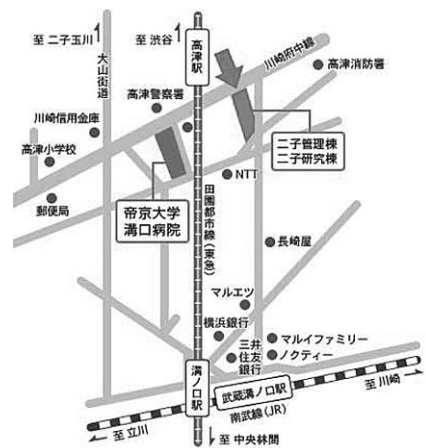 至 二子玉川
至 渋谷
大山街道
高津駅
川崎府中線
高津消防署
高津警察署
川崎信用金庫
高津小学校
二子管理棟
二子研究棟
NTT
郵便局
帝京大学
溝口病院
田園都市線(東急)
長崎屋
マルエツ
横浜銀行
三井
住友
銀行
マルイファミリー
ノクティー
溝ノ口駅
武蔵溝ノ口駅
至 川崎
南武線(JR)
至 立川
至 中央林間